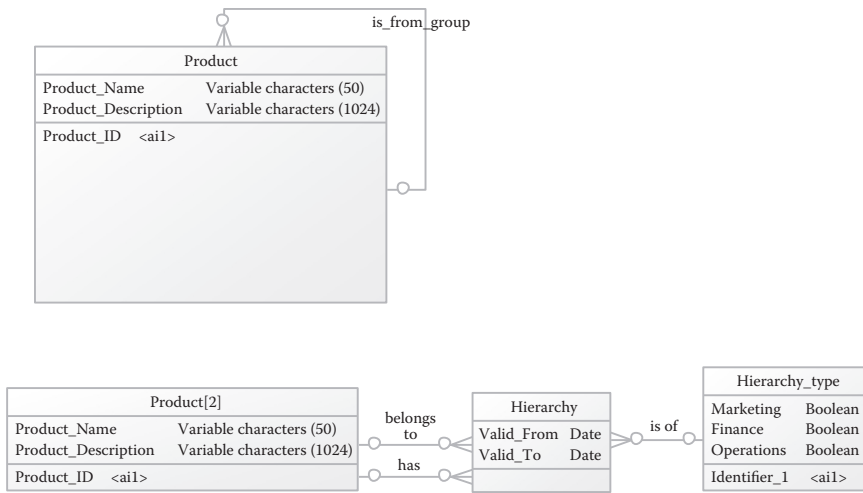 is_from_group
Product
Product_Name Variable characters (50)
Product_Description Variable characters (1024)
Product_ID <ai1>
Product[2]
Product_Name Variable characters (50)
Product_Description Variable characters (1024)
Product_ID <ai1>
belongs
to
has
Hierarchy
Valid_From Date
Valid_To Date
is of
Hierarchy_type
Marketing Boolean
Finance Boolean
Operations Boolean
Identifier_1 <ai1>